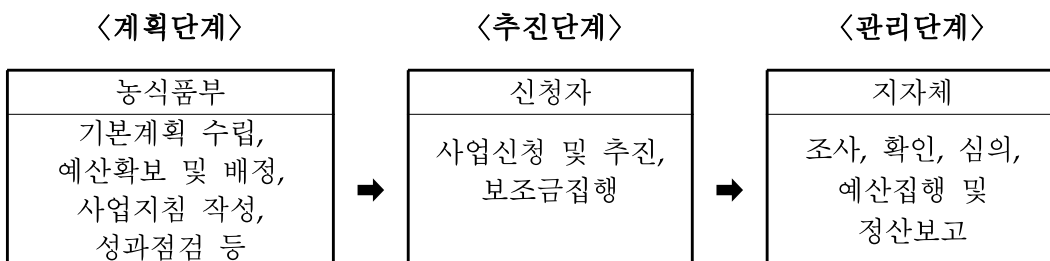 〈계획단계〉
농식품부
기본계획 수립,
예산확보 및 배정,
사업지침 작성,
성과점검 등
〈추진단계〉
신청자
사업신청 및 추진,
보조금집행
〈관리단계〉
지자체
조사, 확인, 심의,
예산집행 및
정산보고